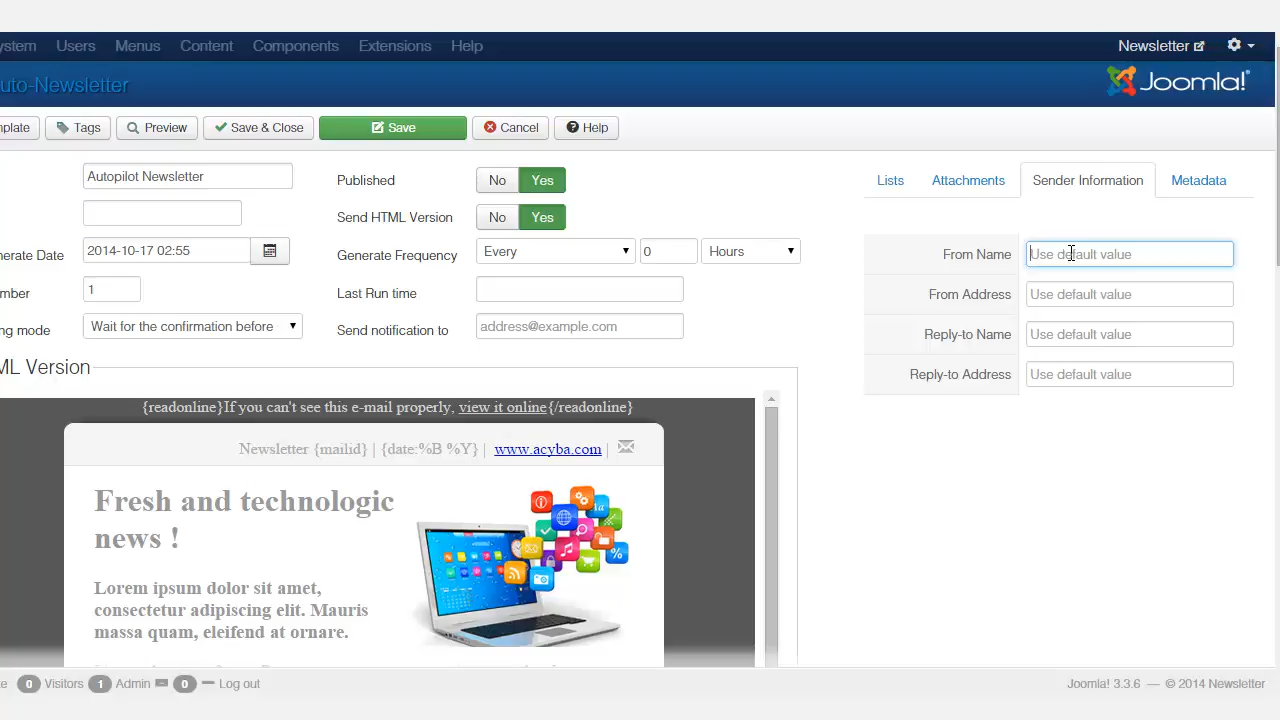 ystem Users Menus Content Components Extensions Help Newsletter
uto-Newsletter Joomla!®
nplate Tags Preview Save & Close Save Cancel Help
Autopilot Newsletter Published No Yes Lists Attachments Sender Information Metadata
Send HTML Version No Yes
nerate Date 2014-10-17 02:55 Generate Frequency Every 0 Hours From Name Use default value
mber 1 Last Run time From Address Use default value
ng mode Wait for the confirmation before Send notification to address@example.com Reply-to Name Use default value
ML Version Reply-to Address Use default value
{readonline}If you can't see this e-mail properly, view it online{/readonline}
Newsletter {mailid} | {date:%B %Y} | www.acyba.com |
Fresh and technologic
news !
Lorem ipsum dolor sit amet,
consectetur adipiscing elit. Mauris
massa quam, eleifend at ornare.
e 0 Visitors 1 Admin 0 Log out Joomla! 3.3.6 — © 2014 Newsletter